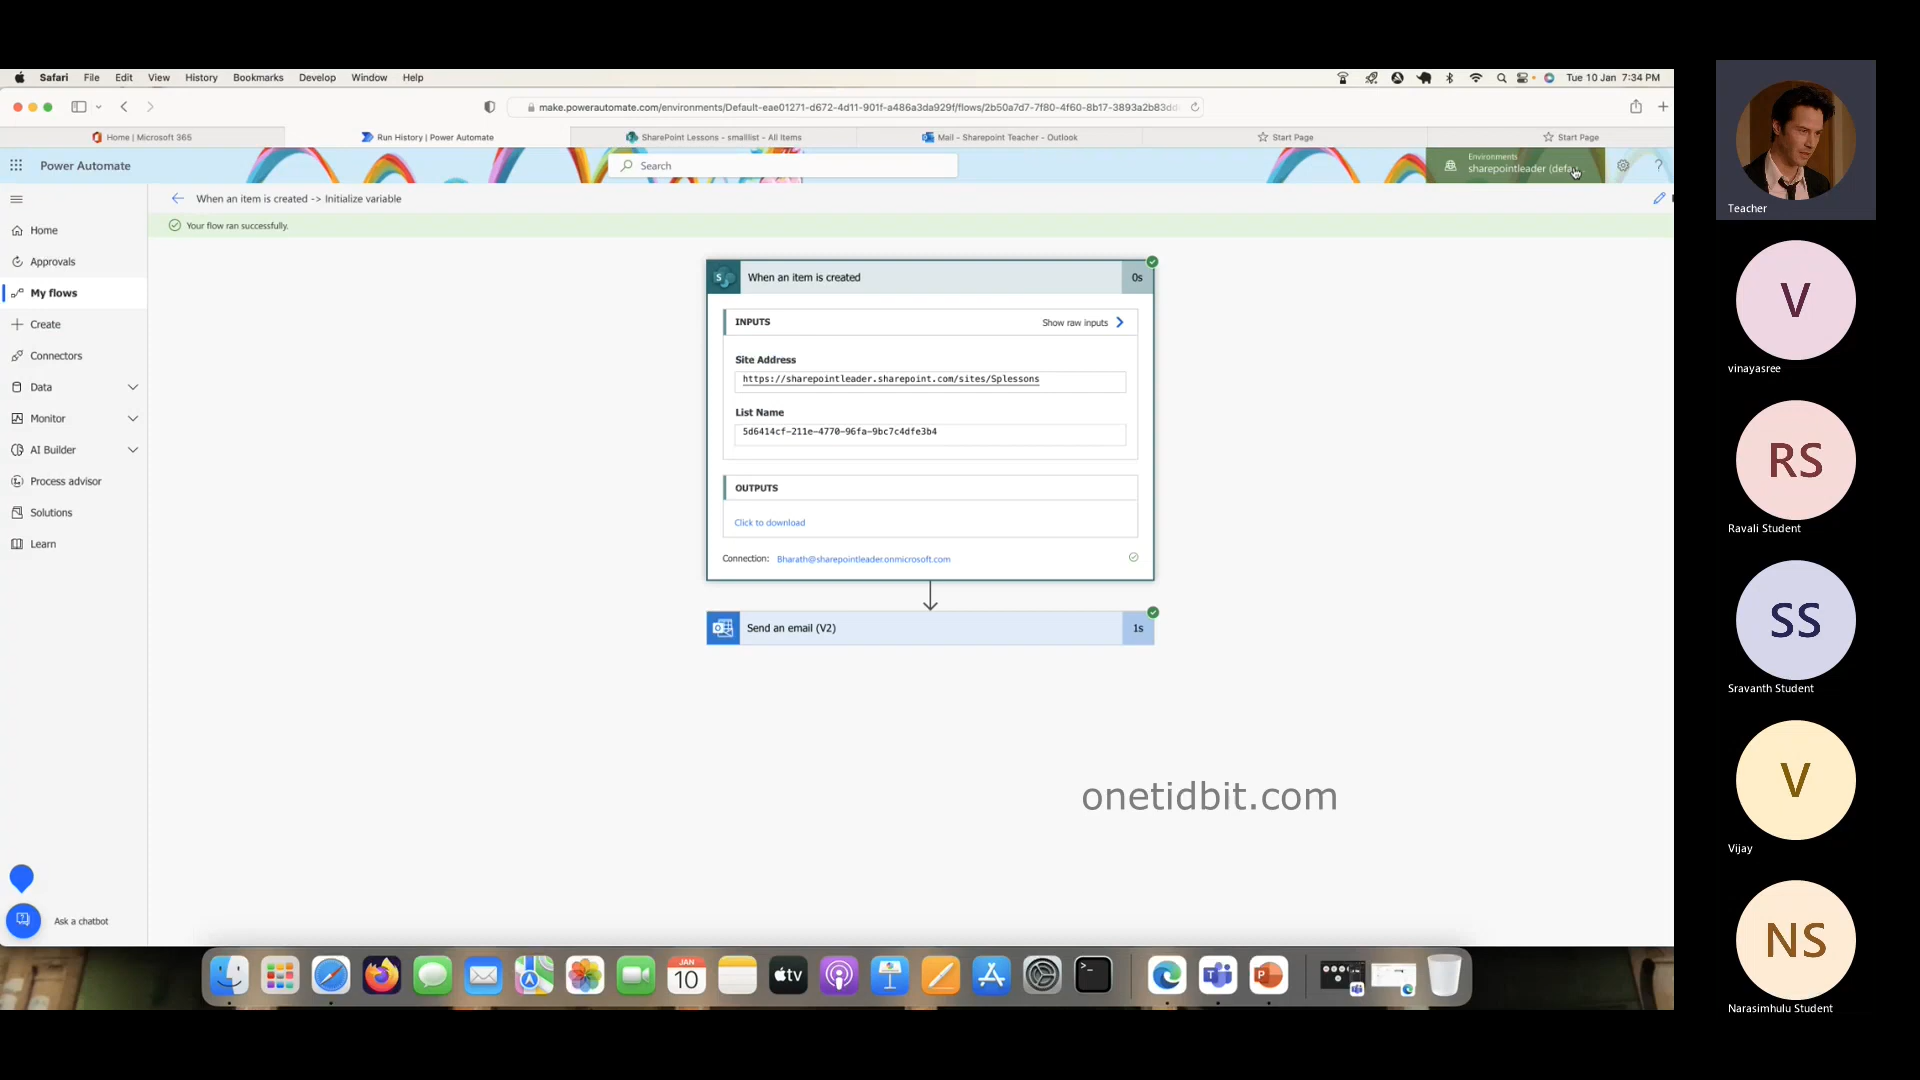 Safari File Edit View History Bookmarks Develop Window Help
Tue 10 Jan 7:34 PM
make.powerautomate.com/environments/Default-eae01271-d672-4d11-901f-a486a3da929f/flows/2b50a7d7-7f80-4f60-8b17-3893a2b83dd
Home | Microsoft 365
Run History | Power Automate
SharePoint Lessons - smalllist - All Items
Mail - Sharepoint Teacher - Outlook
Start Page
Start Page
Power Automate
Search
Environments
sharepointleader (defa
?
When an item is created -> Initialize variable
Your flow ran successfully.
Home
Approvals
My flows
Create
Connectors
Data
Monitor
AI Builder
Process advisor
Solutions
Learn
Ask a chatbot
S
When an item is created
0s
INPUTS
Show raw inputs
Site Address
https://sharepointleader.sharepoint.com/sites/Splessons
List Name
5d6414cf-211e-4770-96fa-9bc7c4dfe3b4
OUTPUTS
Click to download
Connection: Bharath@sharepointleader.onmicrosoft.com
Send an email (V2)
1s
onetidbit.com
JAN
10
tv
Teacher
V
vinayasree
RS
Ravali Student
SS
Sravanth Student
V
Vijay
NS
Narasimhulu Student